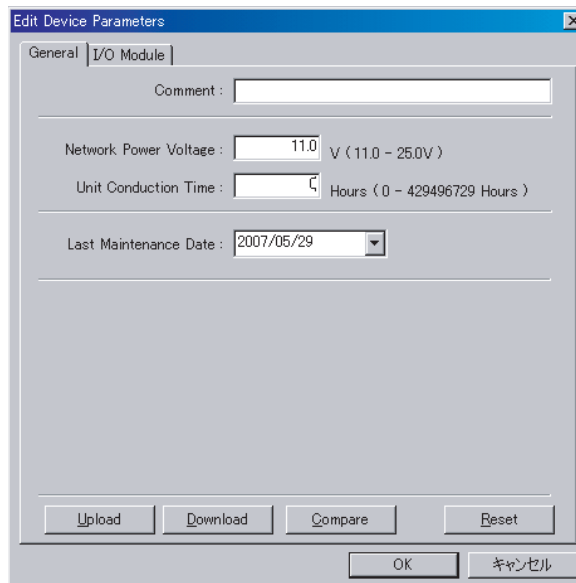 Edit Device Parameters
General I/O Module
Comment :
Network Power Voltage : 11.0 V ( 11.0 - 25.0V )
Unit Conduction Time : Hours ( 0 - 429496729 Hours )
Last Maintenance Date : 2007/05/29
Upload Download Compare Reset
OK キャンセル